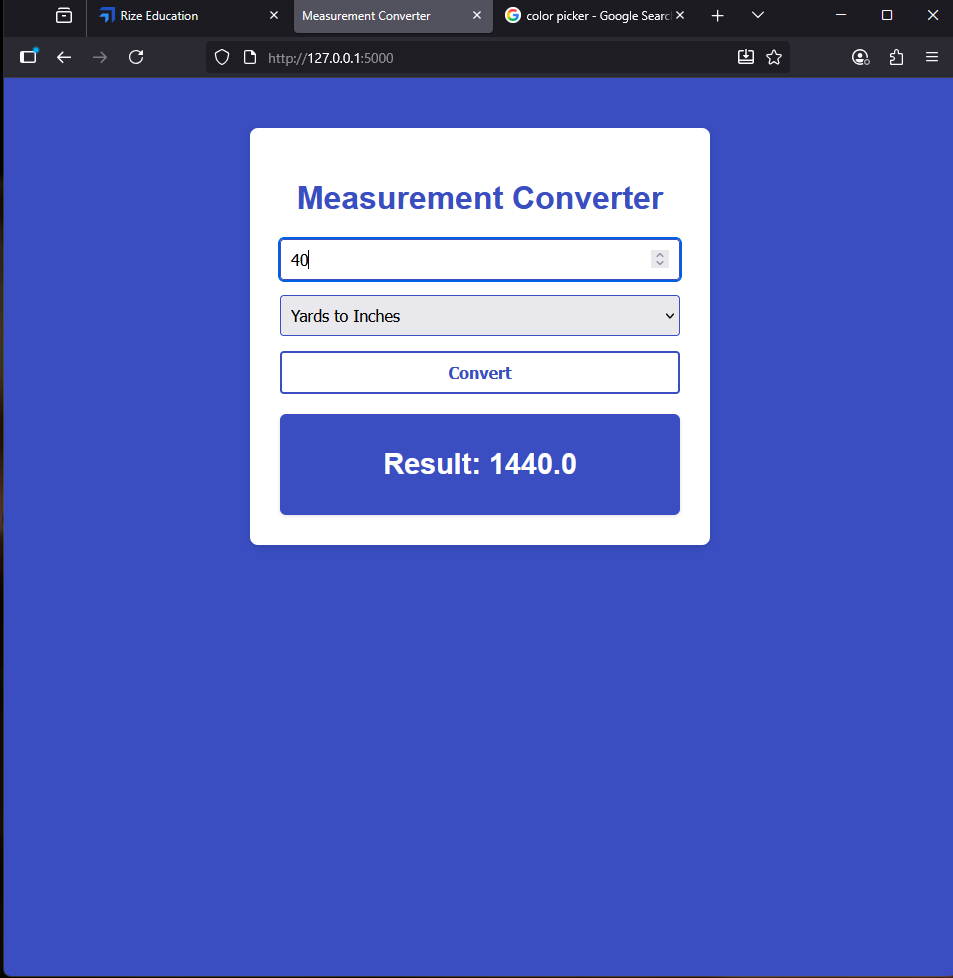 Rize Education
Measurement Converter
color picker - Google Searc
http://127.0.0.1:5000
Measurement Converter
40
Yards to Inches
Convert
Result: 1440.0